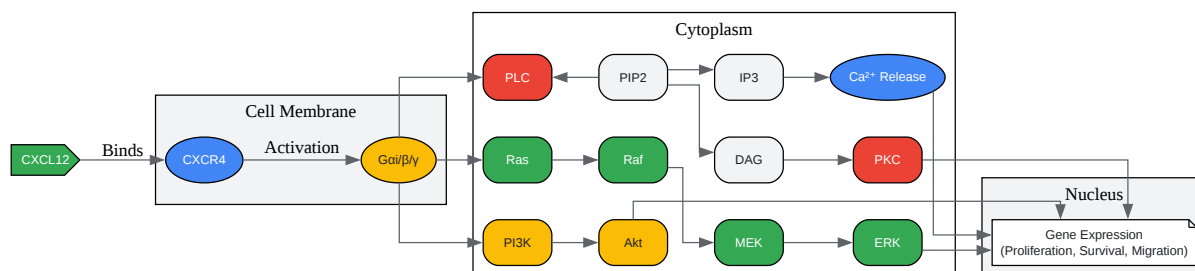 Cytoplasm
PLC
PIP2
IP3
Ca²⁺ Release
Cell Membrane
CXCL12
Binds
CXCR4
Activation
Gαi/β/γ
Ras
Raf
DAG
PKC
Nucleus
PI3K
Akt
MEK
ERK
Gene Expression
(Proliferation, Survival, Migration)